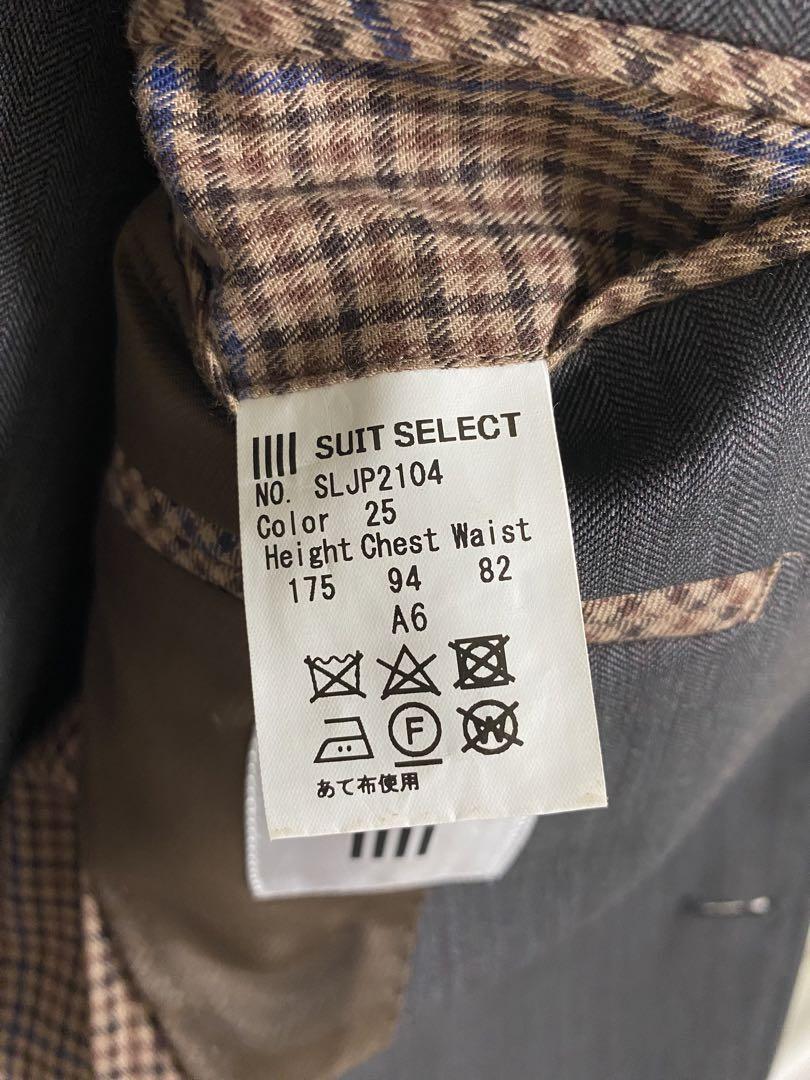 SUIT SELECT
NO. SLJP2104
Color 25
Height Chest Waist
175 94 82
A6
F W
あて布使用